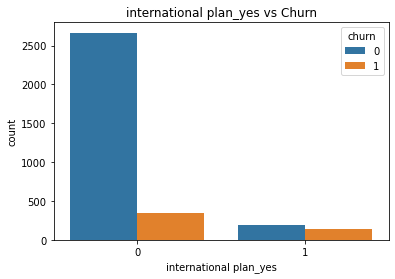 international plan_yes vs Churn
churn
0
1
count
2500
2000
1500
1000
500
0
0 1
international plan_yes